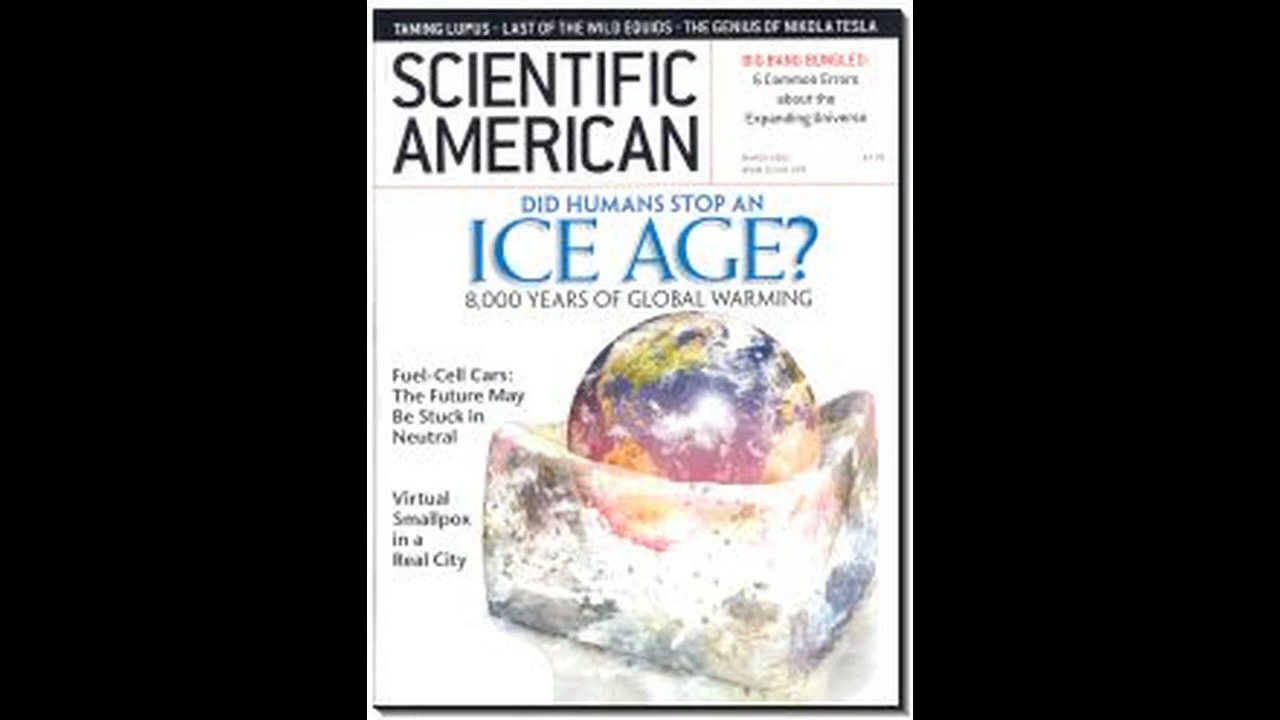 TAMING LUPUS · LAST OF THE WILD EQUIDS · THE GENIUS OF NIKOLA TESLA
SCIENTIFIC
AMERICAN
BIG BANG BUNGLED:
6 Common Errors
about the
Expanding Universe
DID HUMANS STOP AN
ICE AGE?
8,000 YEARS OF GLOBAL WARMING
Fuel-Cell Cars:
The Future May
Be Stuck in
Neutral
Virtual
Smallpox
in a
Real City